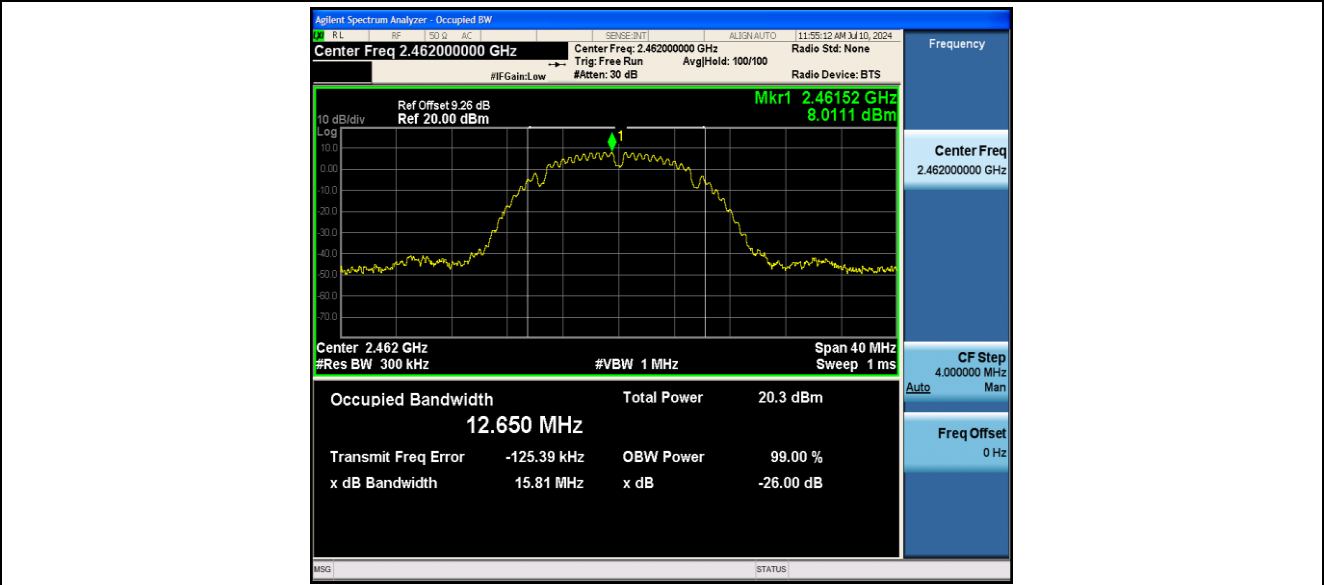 Agilent Spectrum Analyzer - Occupied BW
LXI R L RF 50 Ω AC SENSE:INT ALIGN AUTO 11:55:12 AM Jul 10, 2024
Center Freq 2.462000000 GHz
Center Freq: 2.462000000 GHz Radio Std: None
Trig: Free Run Avg|Hold: 100/100
#IFGain:Low #Atten: 30 dB Radio Device: BTS
Mkr1 2.46152 GHz
8.0111 dBm
Ref Offset 9.26 dB
10 dB/div Ref 20.00 dBm
Log
10.0
0.00
-10.0
-20.0
-30.0
-40.0
-50.0
-60.0
-70.0
1
Center 2.462 GHz Span 40 MHz
#Res BW 300 kHz #VBW 1 MHz Sweep 1 ms
Occupied Bandwidth Total Power 20.3 dBm
12.650 MHz
Transmit Freq Error -125.39 kHz OBW Power 99.00 %
x dB Bandwidth 15.81 MHz x dB -26.00 dB
MSG STATUS
Frequency
Center Freq
2.462000000 GHz
CF Step
4.000000 MHz
Auto Man
Freq Offset
0 Hz